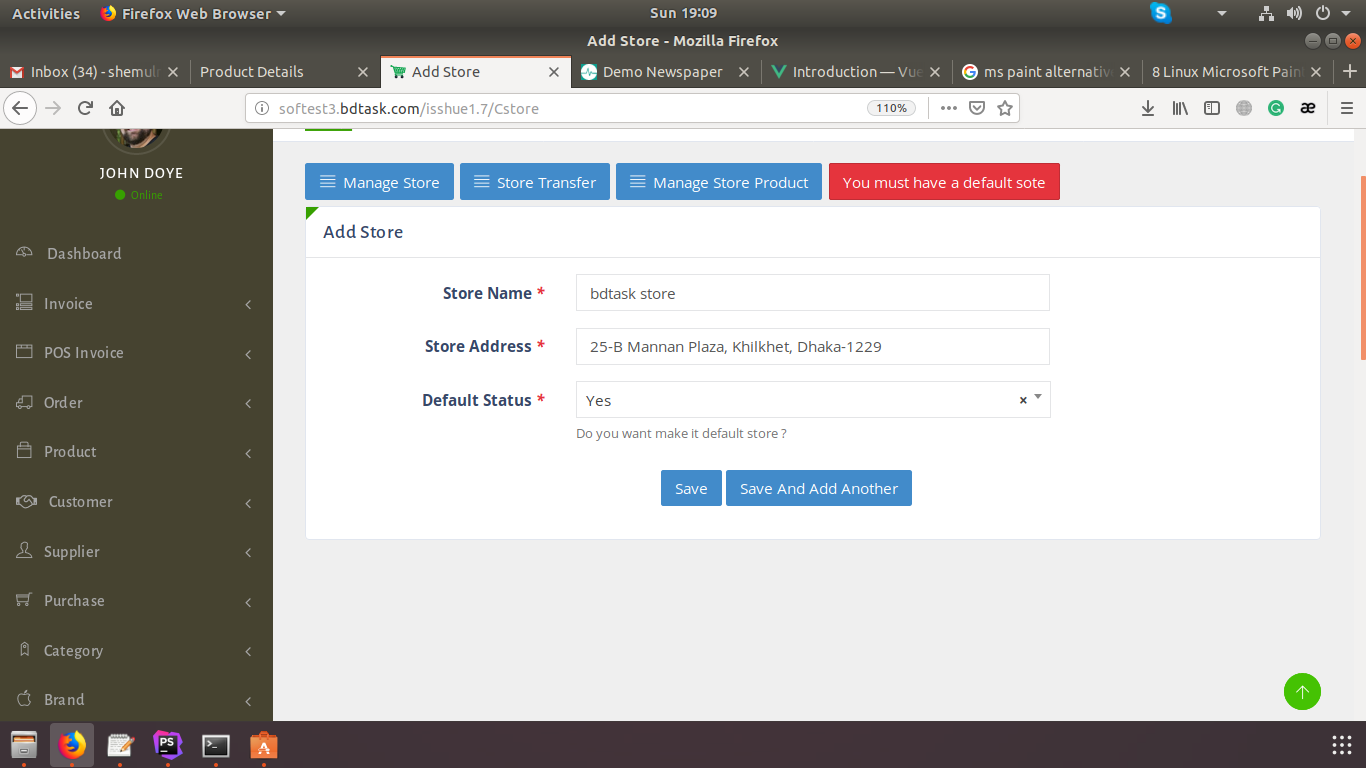 Activities Firefox Web Browser Sun 19:09
Add Store - Mozilla Firefox
Inbox (34) - shemul Product Details Add Store Demo Newspaper Introduction — Vue ms paint alternativ 8 Linux Microsoft Pain
softest3.bdtask.com/isshue1.7/Cstore 110%
JOHN DOYE
Online
Dashboard
Invoice
POS Invoice
Order
Product
Customer
Supplier
Purchase
Category
Brand
Manage Store Store Transfer Manage Store Product You must have a default sote
Add Store
Store Name * bdtask store
Store Address * 25-B Mannan Plaza, Khilkhet, Dhaka-1229
Default Status * Yes ×
Do you want make it default store ?
Save Save And Add Another